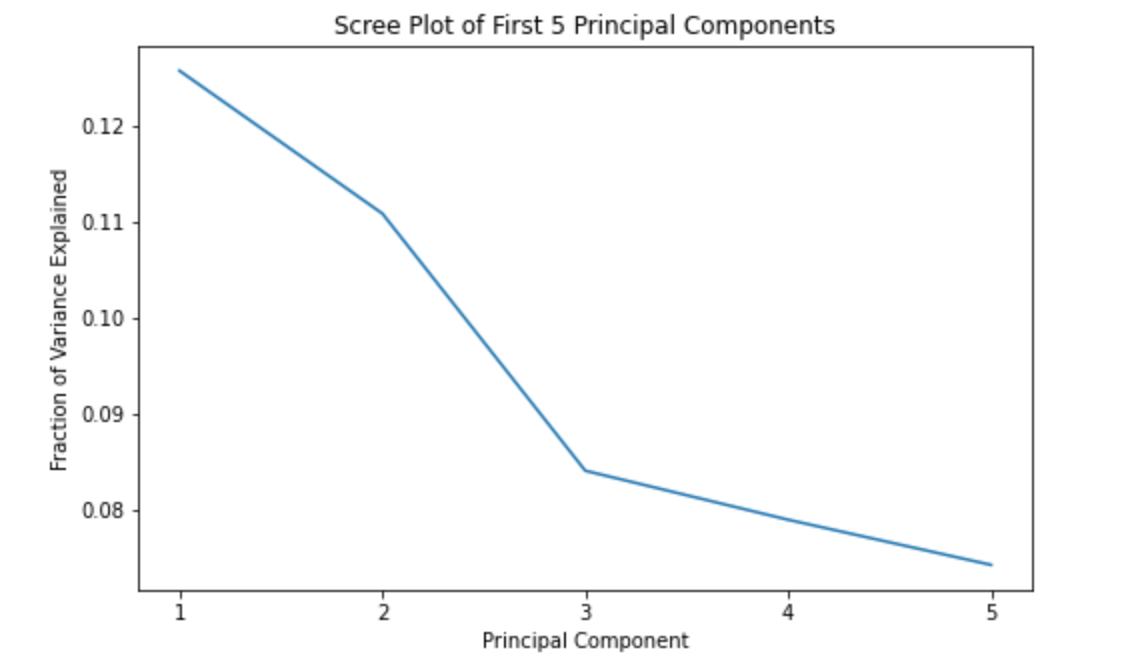 Scree Plot of First 5 Principal Components
Fraction of Variance Explained
0.12
0.11
0.10
0.09
0.08
1 2 3 4 5
Principal Component